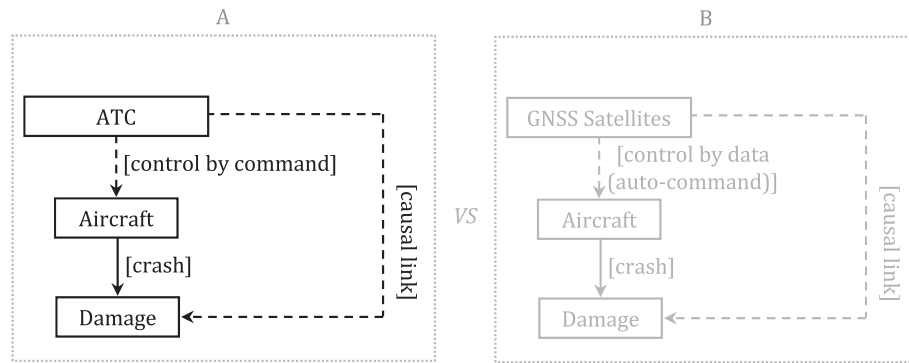 A
ATC
[control by command]
Aircraft
[crash]
Damage
[causal link]
VS
B
GNSS Satellites
[control by data
(auto-command)]
Aircraft
[crash]
Damage
[causal link]